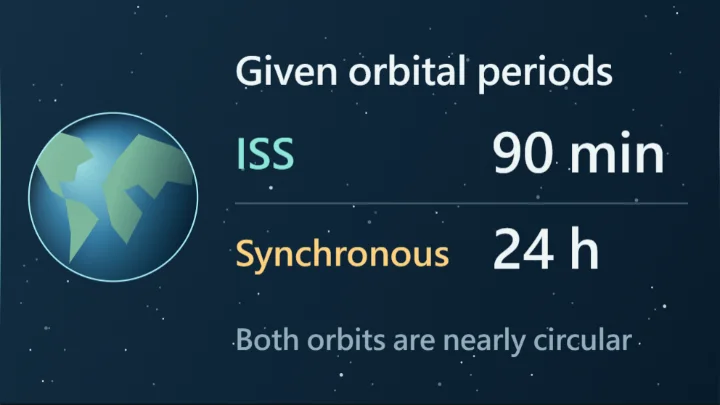 Given orbital periods
ISS 90 min
Synchronous 24 h
Both orbits are nearly circular